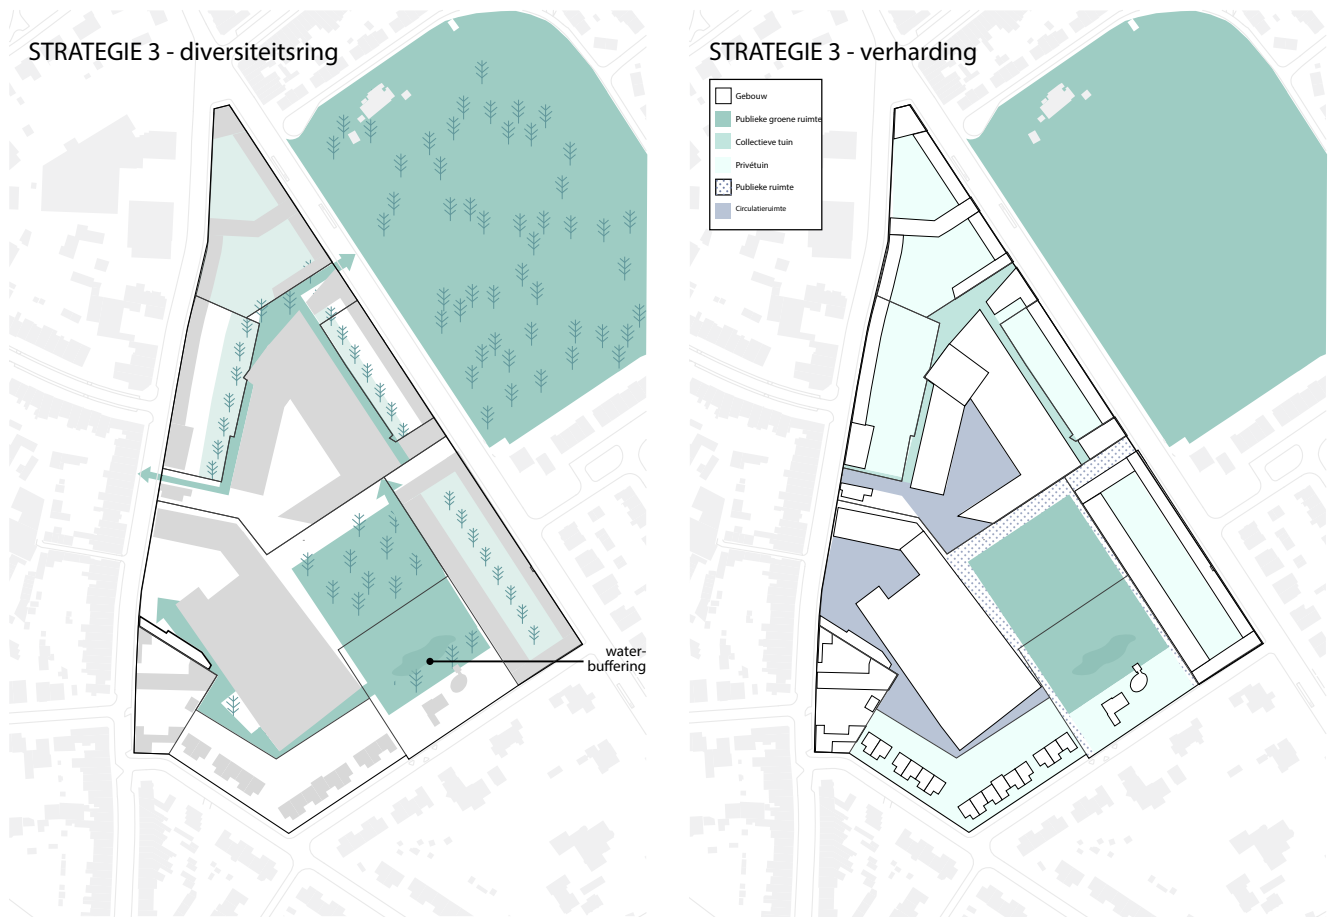 STRATEGIE 3 - diversiteitsring
water-
buffering
STRATEGIE 3 - verharding
Gebouw
Publieke groene ruimte
Collectieve tuin
Privétuin
Publieke ruimte
Circulatieruimte